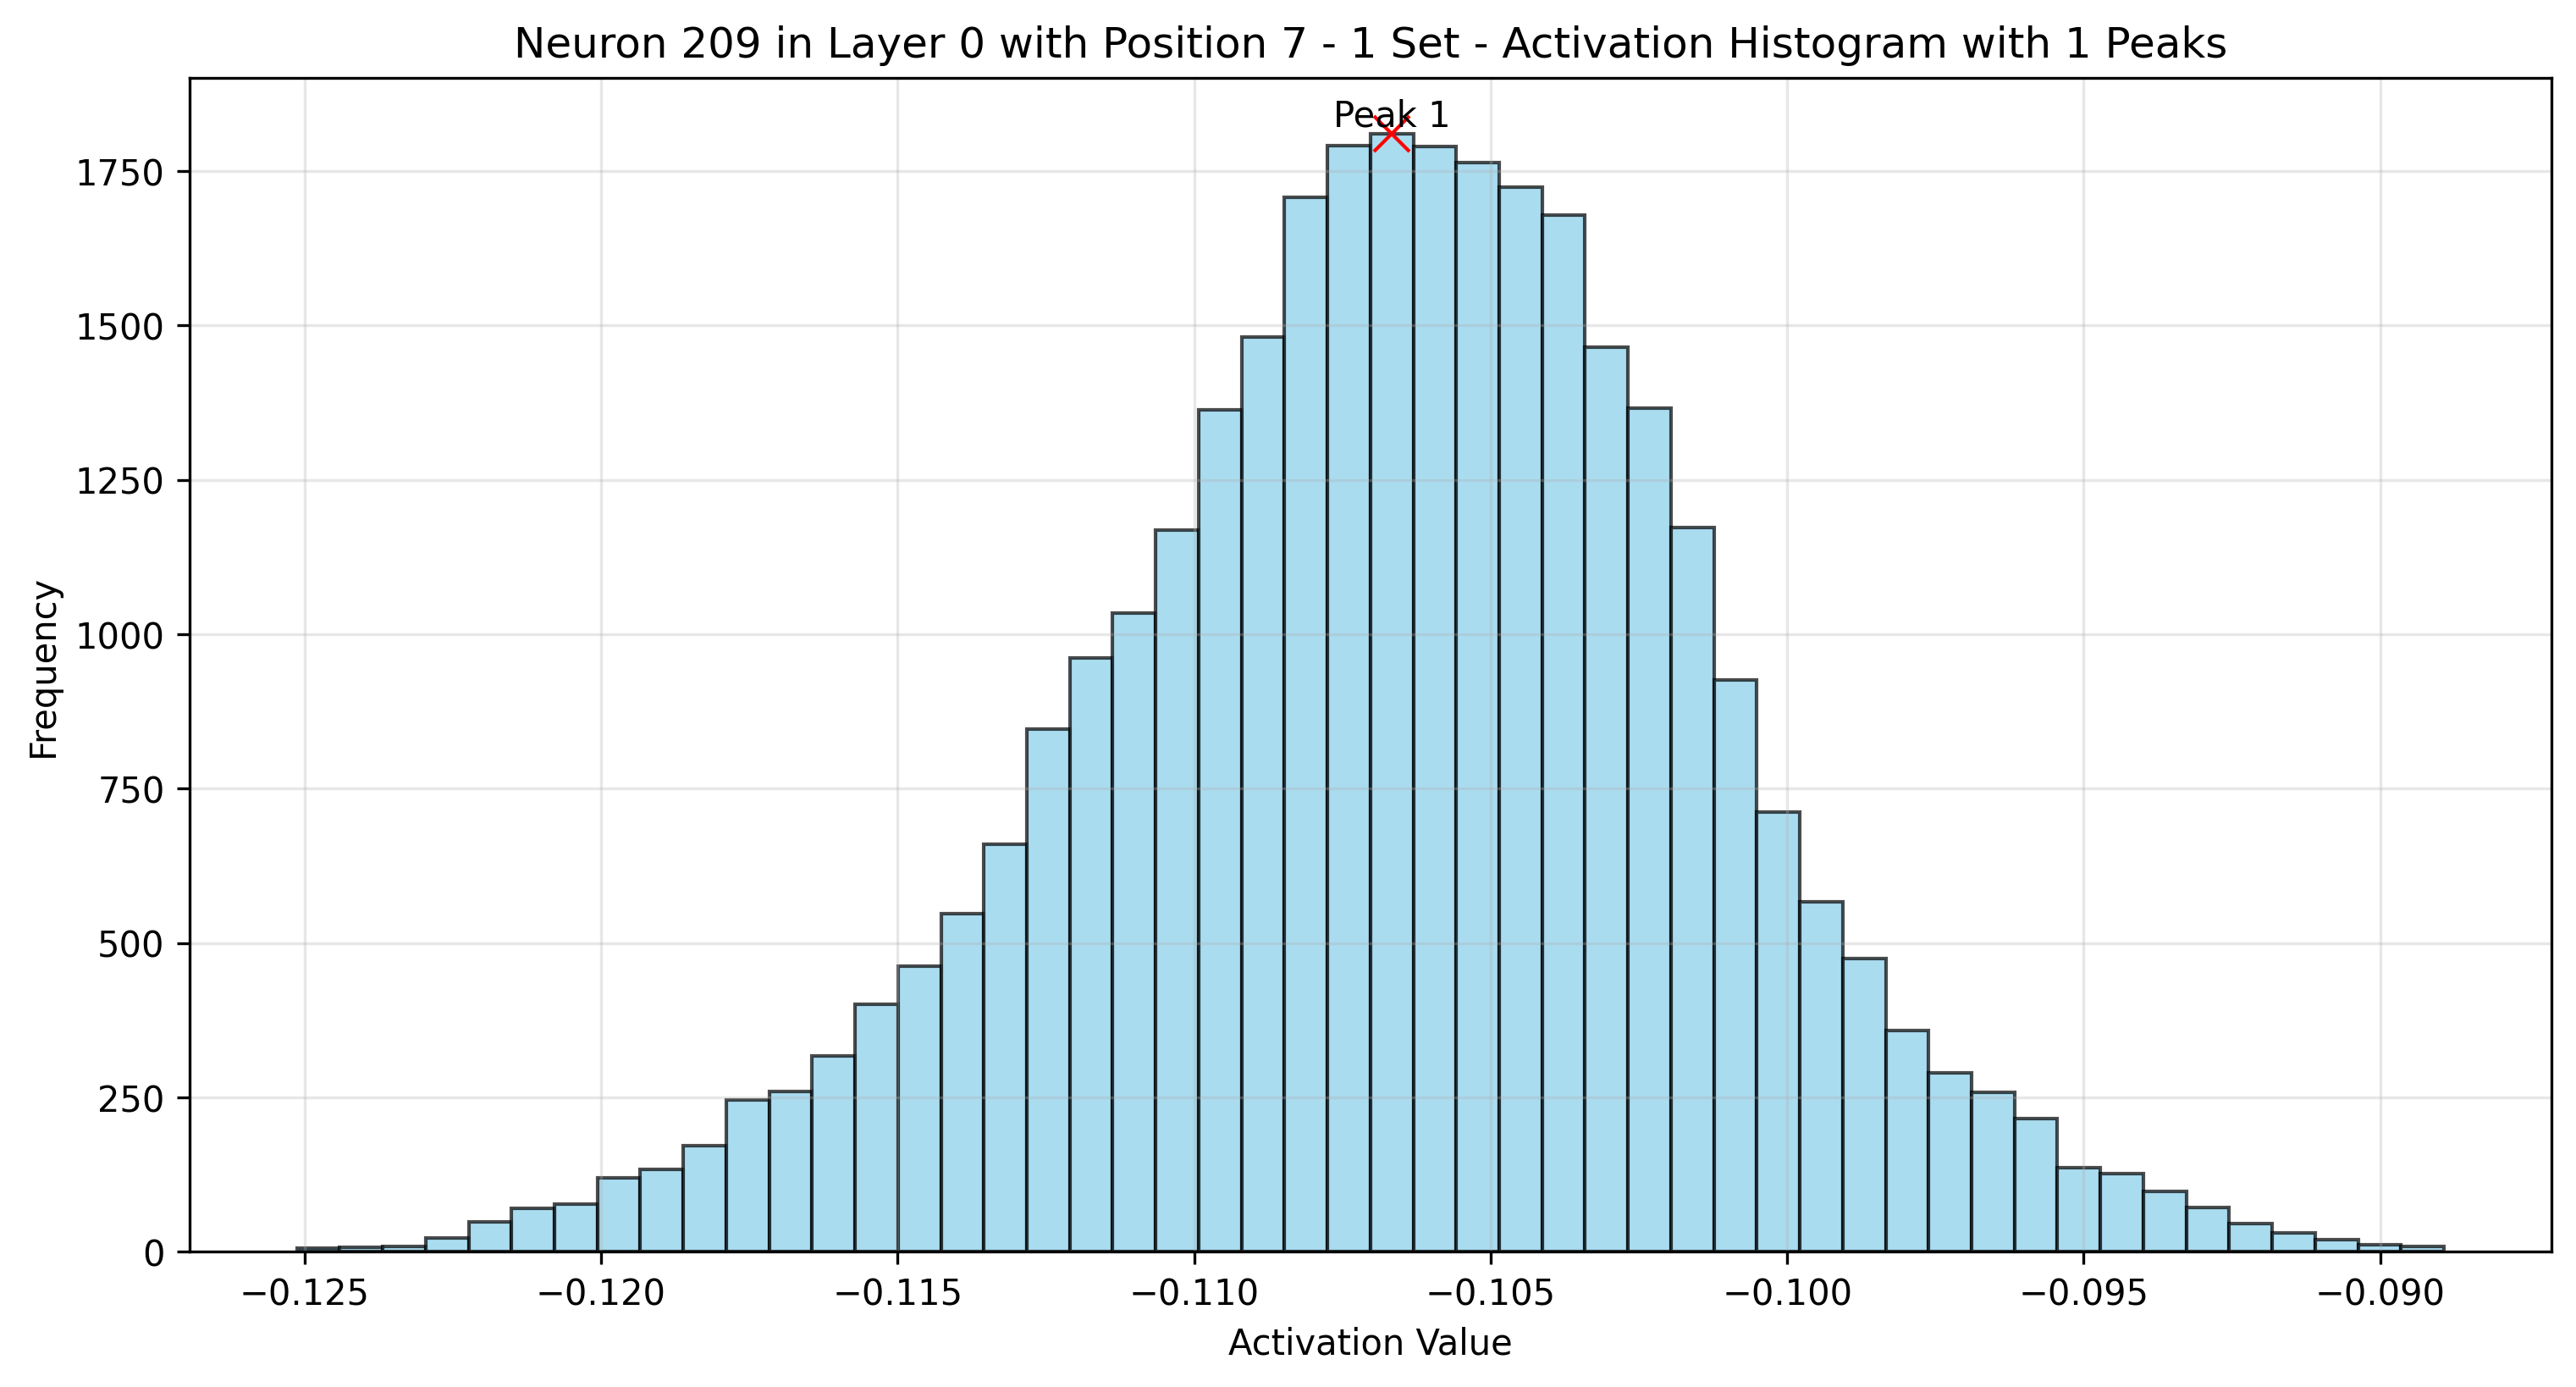 Neuron 209 in Layer 0 with Position 7 - 1 Set - Activation Histogram with 1 Peaks
Peak 1
1750
1500
1250
1000
750
500
250
0
Frequency
−0.125 −0.120 −0.115 −0.110 −0.105 −0.100 −0.095 −0.090
Activation Value